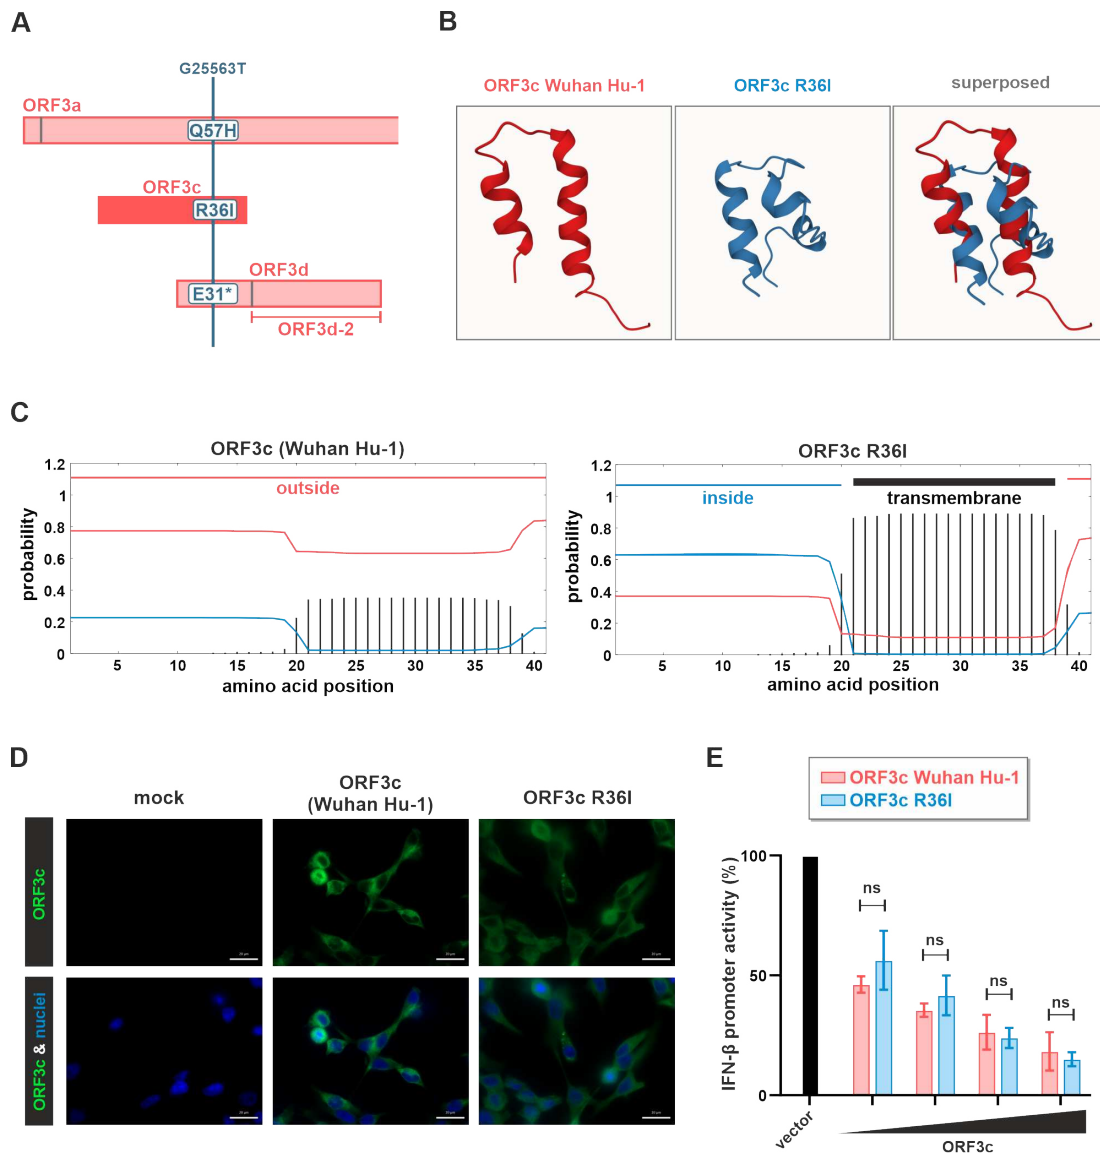 A
G25563T
ORF3a
Q57H
ORF3c
R36I
ORF3d
E31*
ORF3d-2
B
ORF3c Wuhan Hu-1
ORF3c R36I
superposed
C
ORF3c (Wuhan Hu-1)
1.2
1
0.8
0.6
0.4
0.2
0
probability
outside
5
10
15
20
25
30
35
40
amino acid position
ORF3c R36I
1.2
1
0.8
0.6
0.4
0.2
0
probability
inside
transmembrane
5
10
15
20
25
30
35
40
amino acid position
D
mock
ORF3c
(Wuhan Hu-1)
ORF3c R36I
ORF3c
ORF3c & nuclei
E
ORF3c Wuhan Hu-1
ORF3c R36I
IFN-β promoter activity (%)
100
50
0
ns
ns
ns
ns
vector
ORF3c